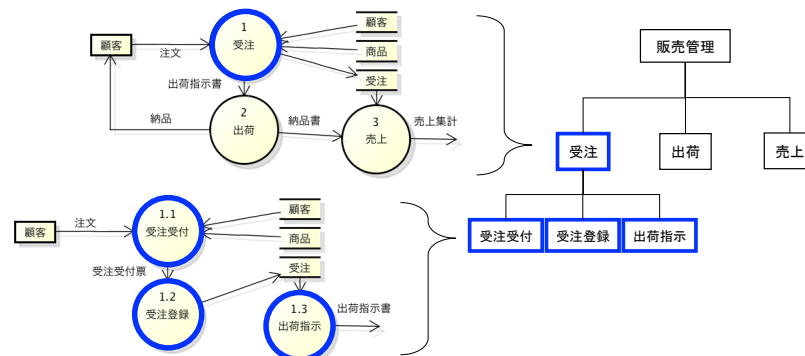 1
受注
顧客
注文
顧客
商品
受注
出荷指示書
2
出荷
納品
納品書
3
売上
売上集計
1.1
受注受付
顧客
注文
顧客
商品
受注
受注受付票
1.2
受注登録
1.3
出荷指示
出荷指示書
販売管理
受注
出荷
売上
受注受付
受注登録
出荷指示